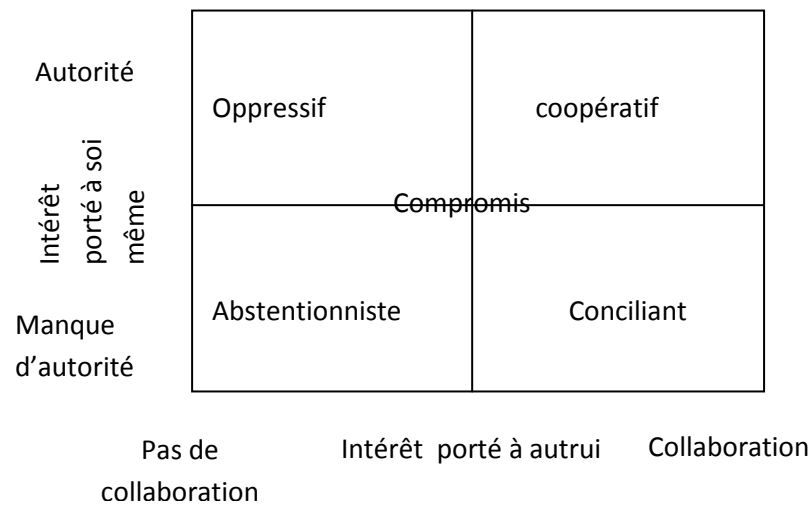 Autorité
Oppressif
coopératif
Intérêt
porté à soi
même
Compromis
Manque
d’autorité
Abstentionniste
Conciliant
Pas de
collaboration
Intérêt porté à autrui
Collaboration